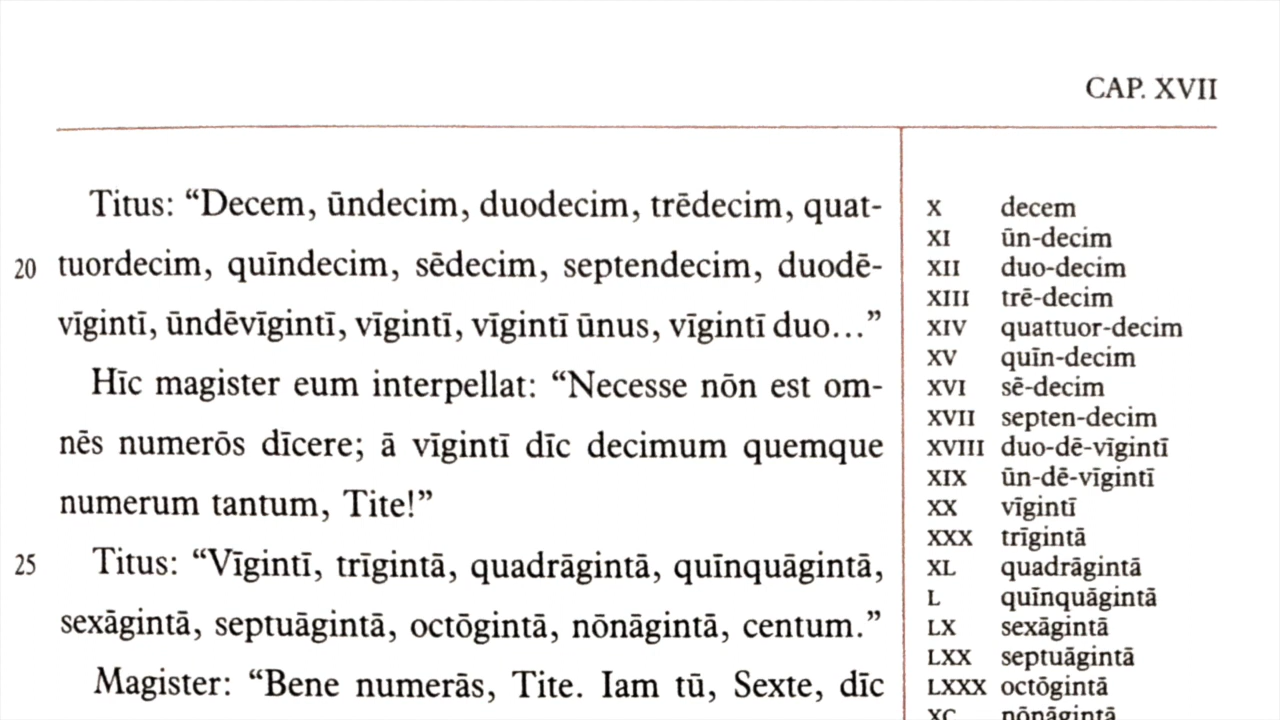 CAP. XVII
Titus: “Decem, ūndecim, duodecim, trēdecim, quat-
20 tuordecim, quīndecim, sēdecim, septendecim, duodē-
vīgintī, ūndēvīgintī, vīgintī, vīgintī ūnus, vīgintī duo...”
Hīc magister eum interpellat: “Necesse nōn est om-
nēs numerōs dīcere; ā vīgintī dīc decimum quemque
numerum tantum, Tite!”
25 Titus: “Vīgintī, trīgintā, quadrāgintā, quīnquāgintā,
sexāgintā, septuāgintā, octōgintā, nōnāgintā, centum.”
Magister: “Bene numerās, Tite. Iam tū, Sexte, dīc
X decem
XI ūn-decim
XII duo-decim
XIII trē-decim
XIV quattuor-decim
XV quīn-decim
XVI sē-decim
XVII septen-decim
XVIII duo-dē-vīgintī
XIX ūn-dē-vīgintī
XX vīgintī
XXX trīgintā
XL quadrāgintā
L quīnquāgintā
LX sexāgintā
LXX septuāgintā
LXXX octōgintā
XC nōnāgintā